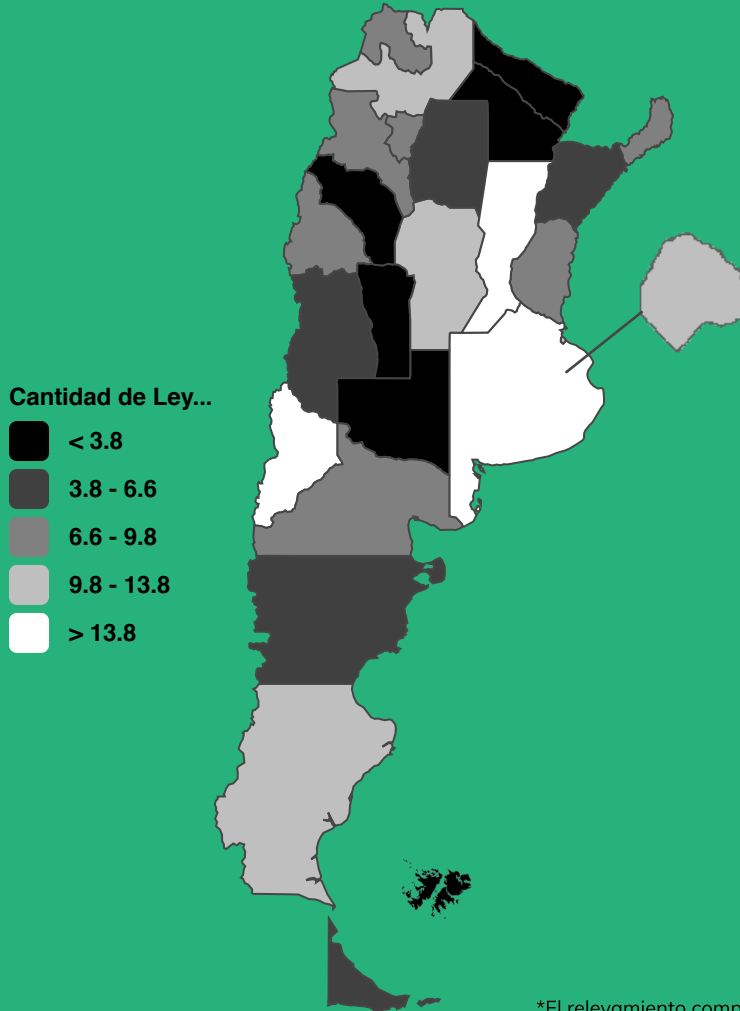 Cantidad de Ley...
< 3.8
3.8 - 6.6
6.6 - 9.8
9.8 - 13.8
> 13.8
*El relevamiento comp